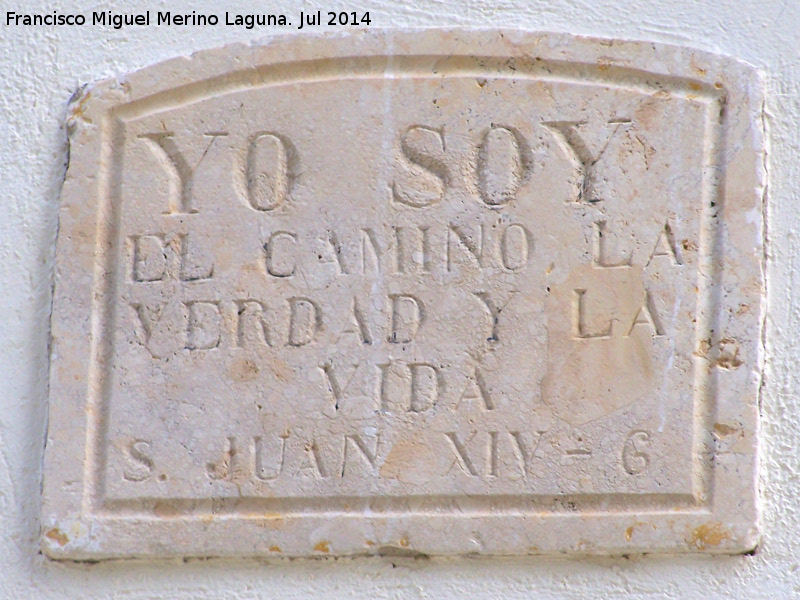 Francisco Miguel Merino Laguna. Jul 2014
YO SOY
EL CAMINO LA
VERDAD Y LA
VIDA
S. JUAN XIV - 6